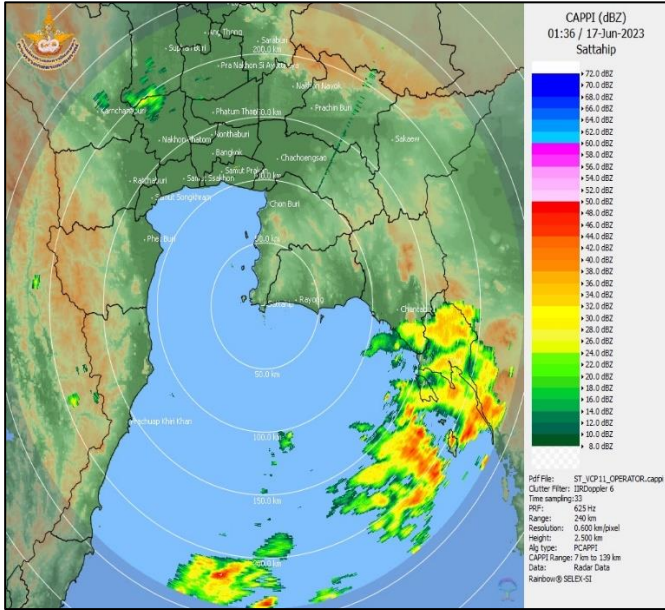 CAPPI (dBZ)
01:36 / 17-Jun-2023
Sattahip
72.0 dBZ
70.0 dBZ
68.0 dBZ
66.0 dBZ
64.0 dBZ
62.0 dBZ
60.0 dBZ
58.0 dBZ
56.0 dBZ
54.0 dBZ
52.0 dBZ
50.0 dBZ
48.0 dBZ
46.0 dBZ
44.0 dBZ
42.0 dBZ
40.0 dBZ
38.0 dBZ
36.0 dBZ
34.0 dBZ
32.0 dBZ
30.0 dBZ
28.0 dBZ
26.0 dBZ
24.0 dBZ
22.0 dBZ
20.0 dBZ
18.0 dBZ
16.0 dBZ
14.0 dBZ
12.0 dBZ
10.0 dBZ
8.0 dBZ
Pdf File: ST_VCP11_OPERATOR.cappi
Clutter Filter: IIRDoppler 6
Time sampling:33
PRF: 625 Hz
Range: 240 km
Resolution: 0.600 km/pixel
Height: 2.500 km
Alg type: PCAPPI
CAPPI Range: 7 km to 139 km
Data: Radar Data
Rainbow® SELEX-SI
Ang Thong
Saraburi
Suphan Buri
200.0 km
Pra Nakhon Si Ayutthaya
Nakhon Nayok
Kanchanaburi
Phatum Thani
Prachin Buri
Nakhon Phathom
Nonthaburi
Sakaew
Bangkok
Chachoengsao
Ratchaburi
Samut Ssakhon
Samut Prakan
Samut Songkhram
Chon Buri
Phet Buri
Sattahip
Rayong
Chantaburi
50.0 km
Prachuap Khiri Khan
100.0 km
150.0 km